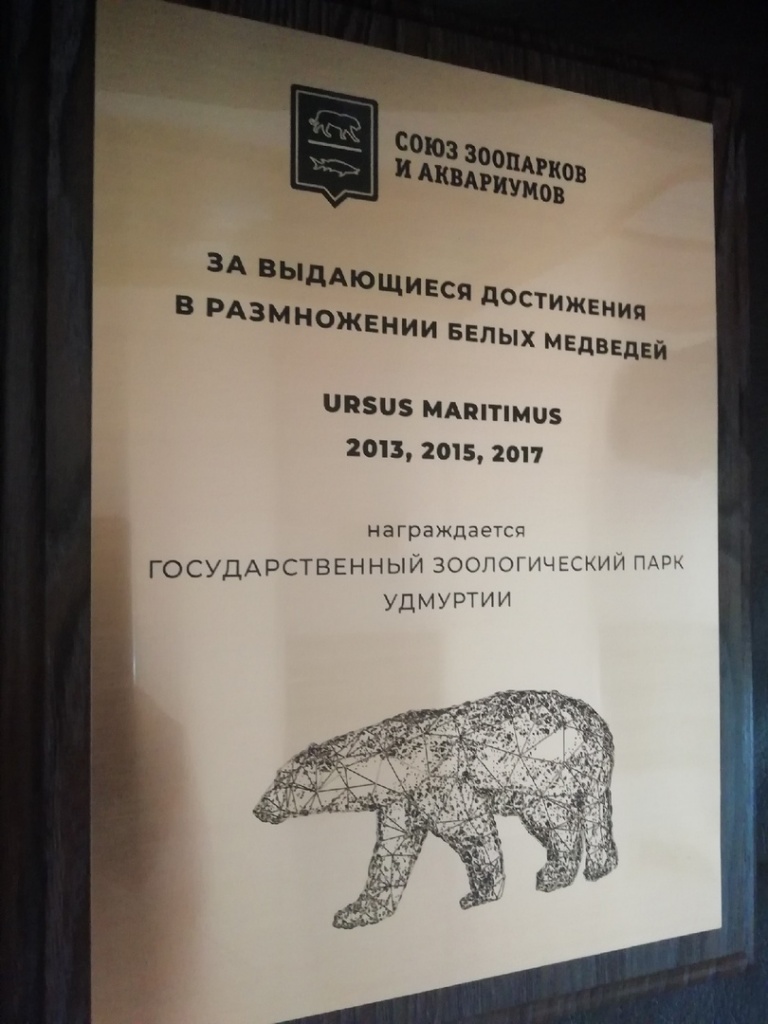 СОЮЗ ЗООПАРКОВ
И АКВАРИУМОВ
ЗА ВЫДАЮЩИЕСЯ ДОСТИЖЕНИЯ
В РАЗМНОЖЕНИИ БЕЛЫХ МЕДВЕДЕЙ
URSUS MARITIMUS
2013, 2015, 2017
награждается
ГОСУДАРСТВЕННЫЙ ЗООЛОГИЧЕСКИЙ ПАРК
УДМУРТИИ